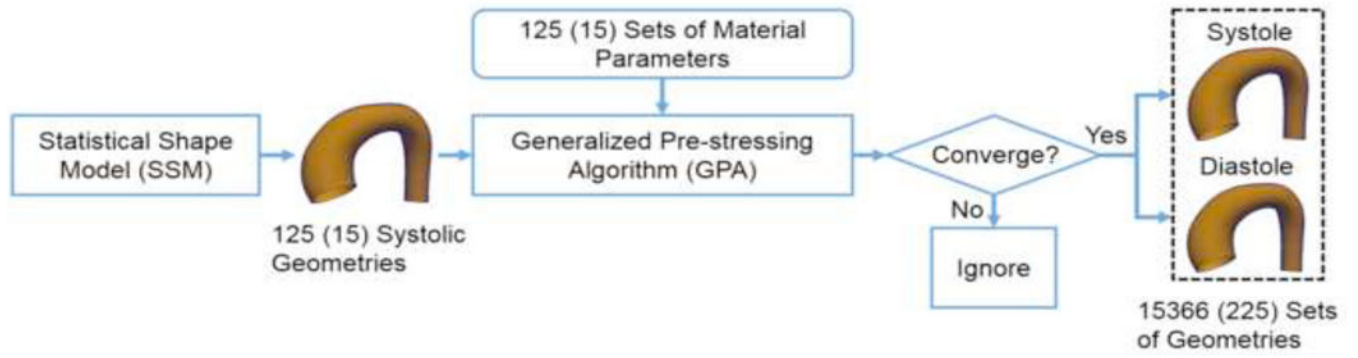 125 (15) Sets of Material
Parameters
Statistical Shape
Model (SSM)
125 (15) Systolic
Geometries
Generalized Pre-stressing
Algorithm (GPA)
Converge?
Yes
No
Ignore
Systole
Diastole
15366 (225) Sets
of Geometries